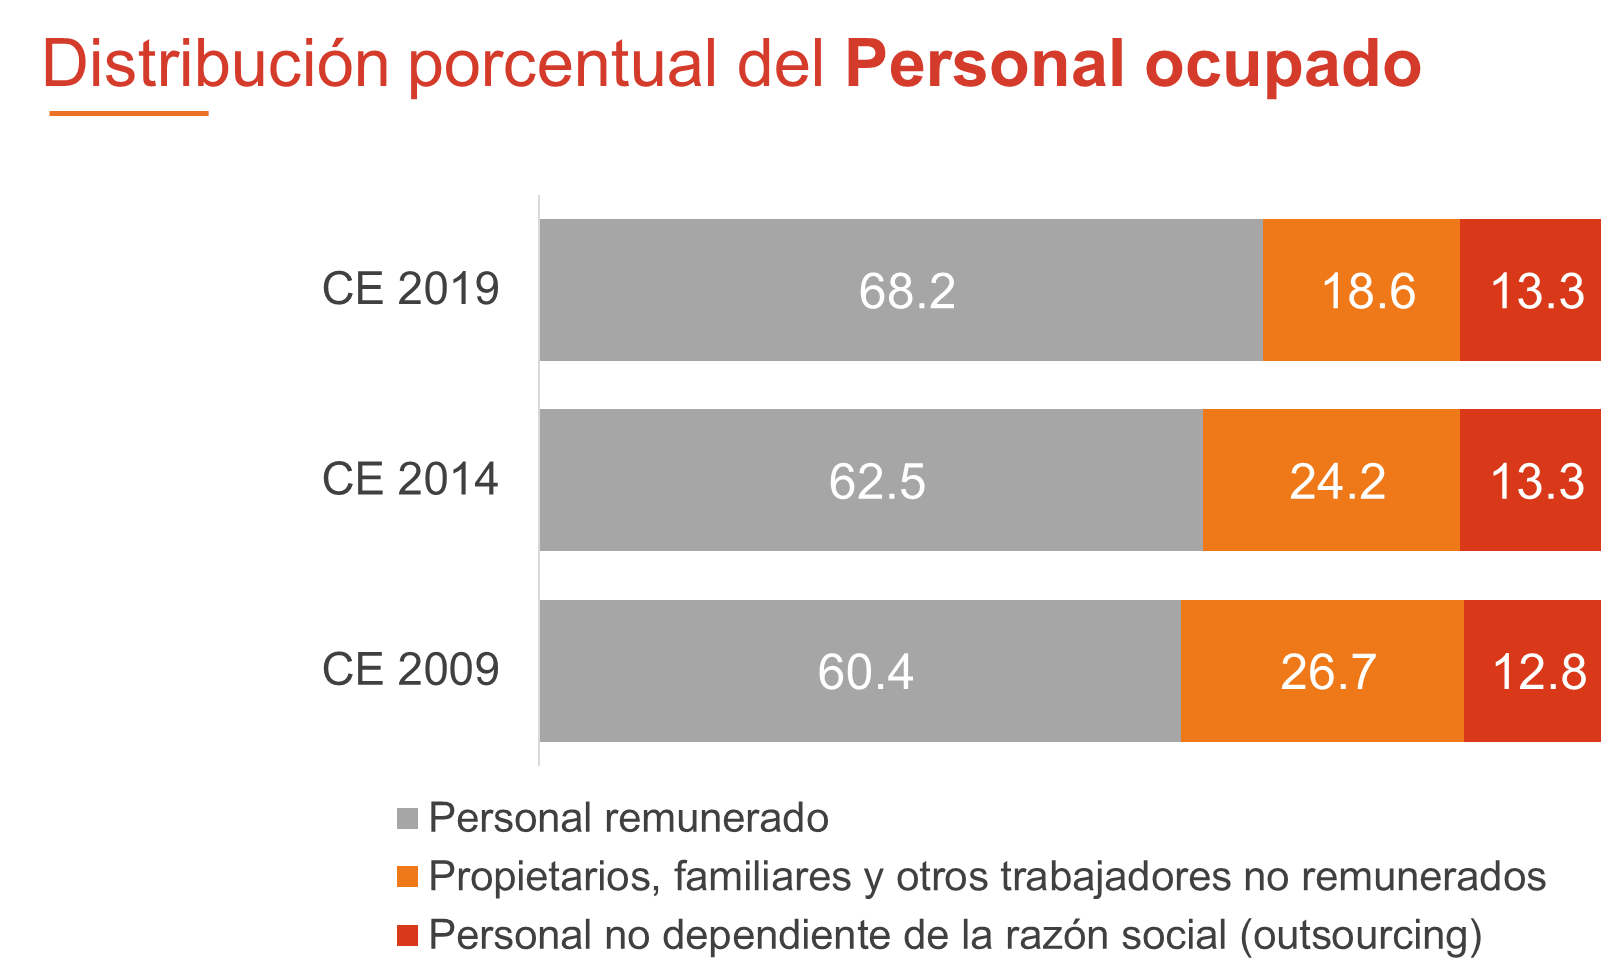 Distribución porcentual del Personal ocupado
CE 2019 68.2 18.6 13.3
CE 2014 62.5 24.2 13.3
CE 2009 60.4 26.7 12.8
Personal remunerado
Propietarios, familiares y otros trabajadores no remunerados
Personal no dependiente de la razón social (outsourcing)